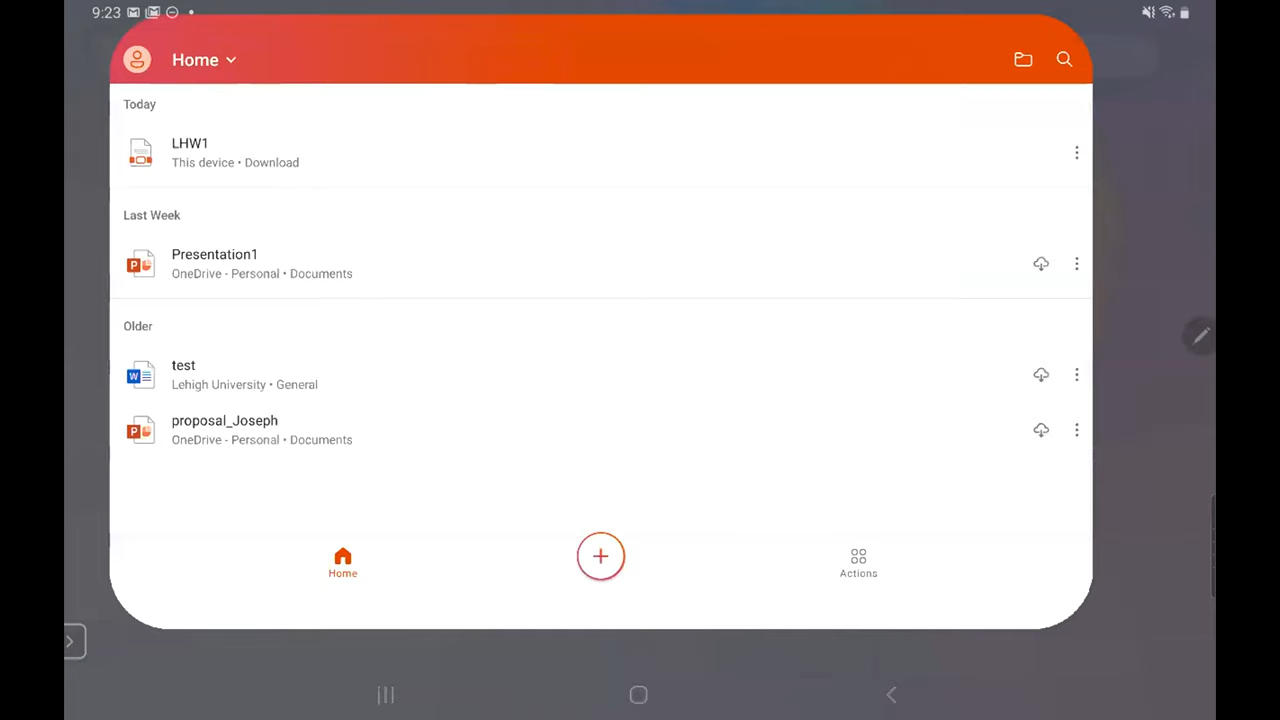 9:23
Home
Today
LHW1
This device • Download
Last Week
Presentation1
OneDrive - Personal • Documents
Older
test
Lehigh University • General
proposal_Joseph
OneDrive - Personal • Documents
Home
Actions